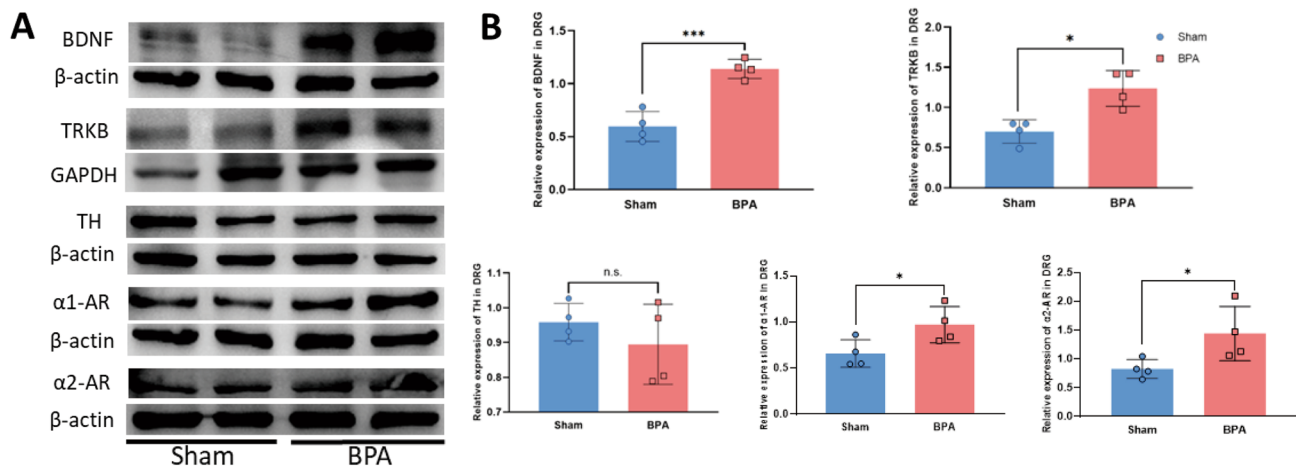 A
BDNF
β-actin
TRKB
GAPDH
TH
β-actin
α1-AR
β-actin
α2-AR
β-actin
Sham
BPA
B
Relative expression of BDNF in DRG
1.5
1.0
0.5
0.0
***
Sham
BPA
Relative expression of TRKB in DRG
2.0
1.5
1.0
0.5
0.0
*
Sham
BPA
Sham
BPA
Relative expression of TH in DRG
1.1
1.0
0.9
0.8
0.7
n.s.
Sham
BPA
Relative expression of α1-AR in DRG
1.5
1.0
0.5
0.0
*
Sham
BPA
Relative expression of α2-AR in DRG
2.5
2.0
1.5
1.0
0.5
0.0
*
Sham
BPA